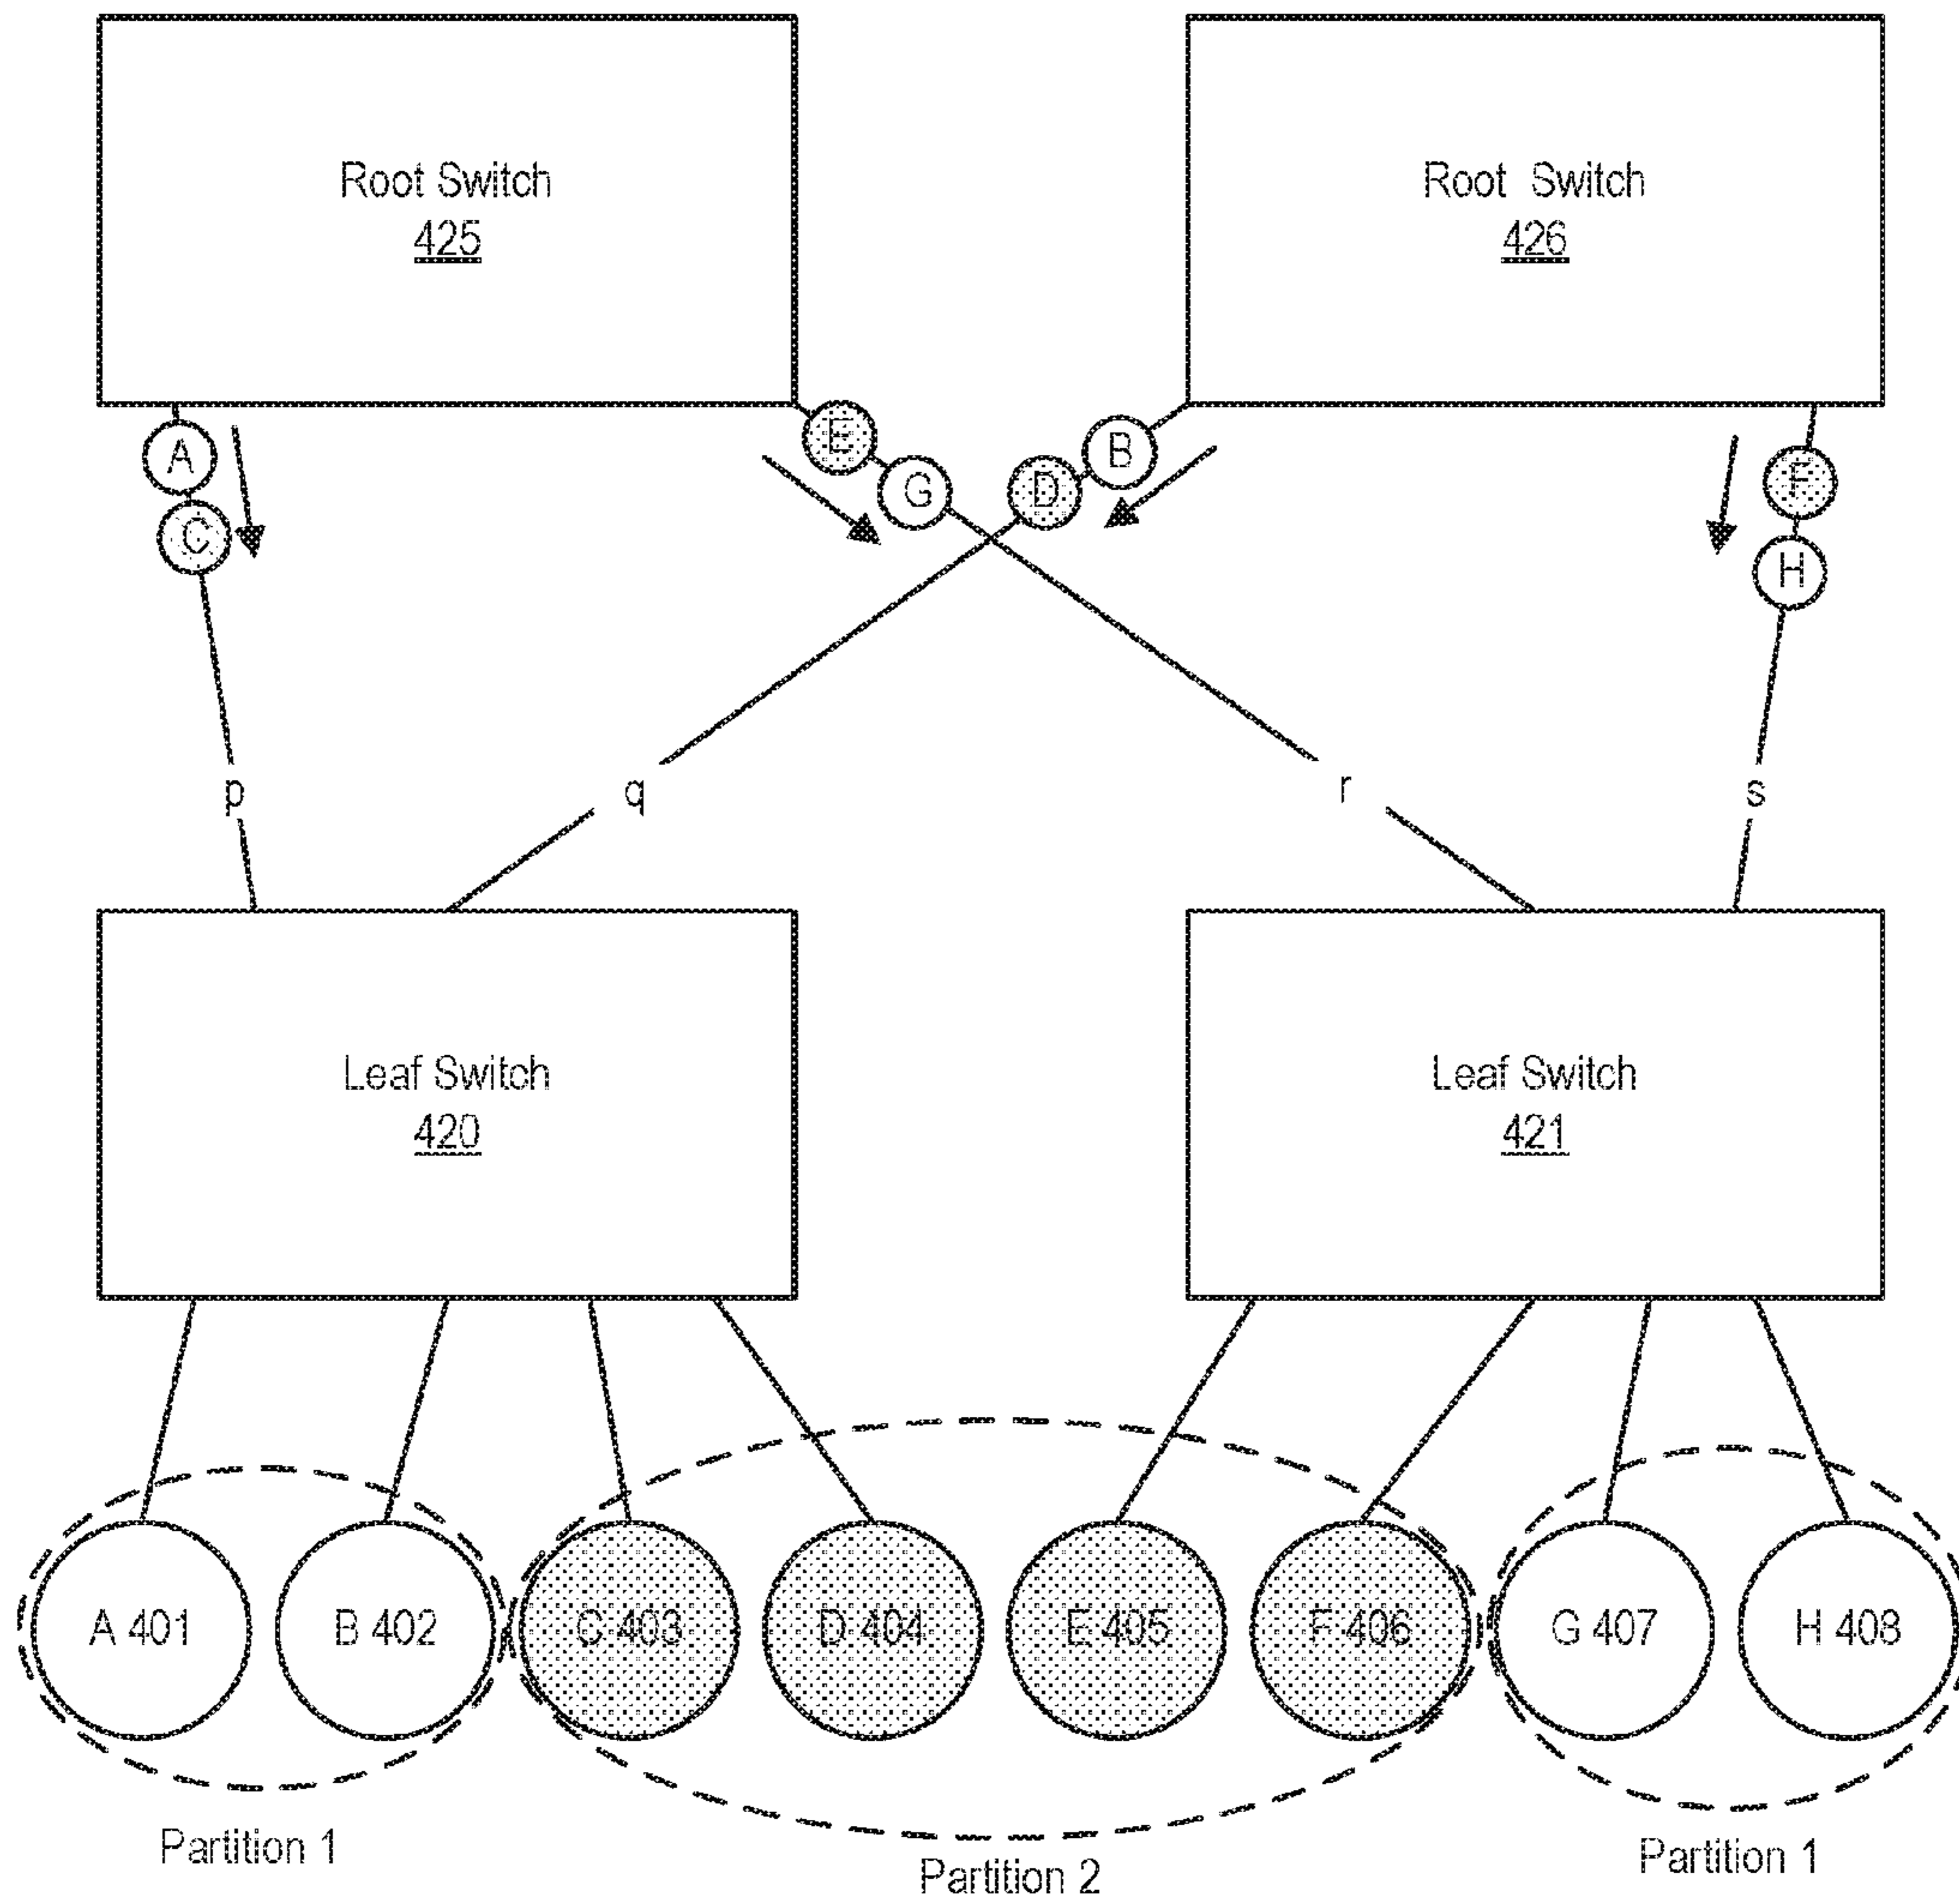 Root Switch
425
Root Switch
426
A
C
E
G
D
B
F
H
p
q
r
s
Leaf Switch
420
Leaf Switch
421
A 401
B 402
C 403
D 404
E 405
F 406
G 407
H 408
Partition 1
Partition 2
Partition 1